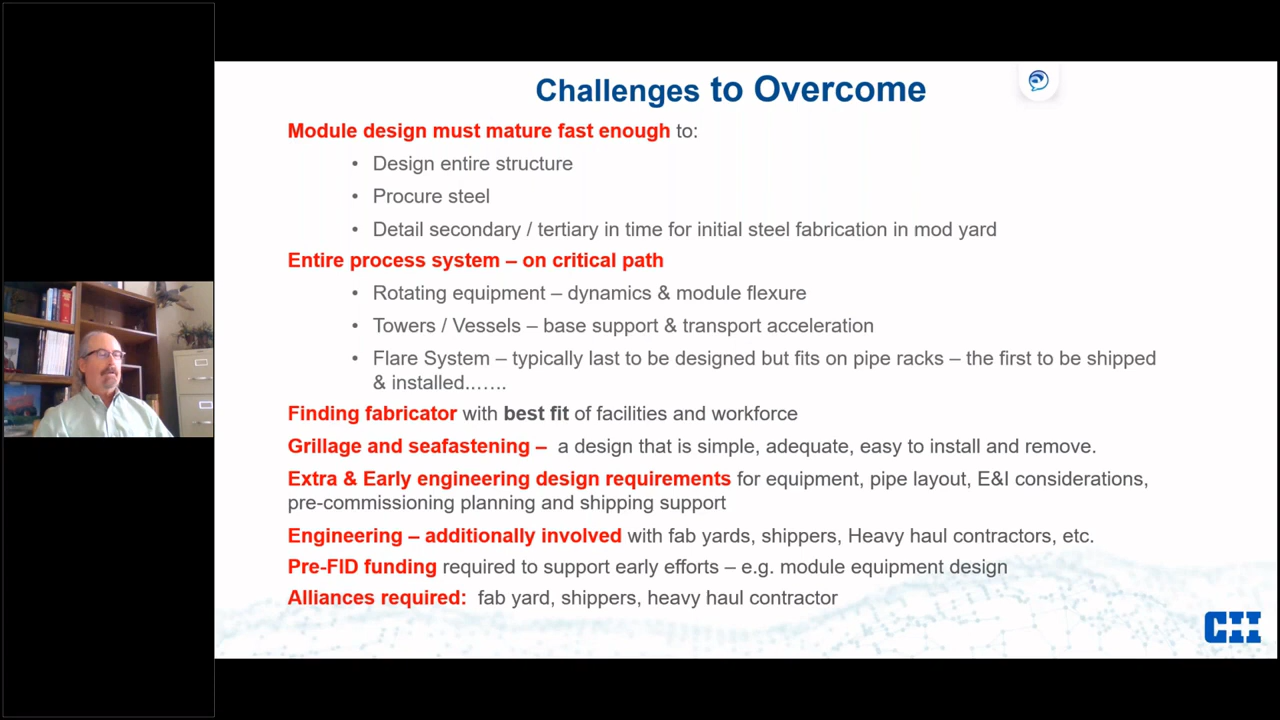 Challenges to Overcome
Module design must mature fast enough to:
• Design entire structure
• Procure steel
• Detail secondary / tertiary in time for initial steel fabrication in mod yard
Entire process system – on critical path
• Rotating equipment – dynamics & module flexure
• Towers / Vessels – base support & transport acceleration
• Flare System – typically last to be designed but fits on pipe racks – the first to be shipped
& installed..…..
Finding fabricator with best fit of facilities and workforce
Grillage and seafastening – a design that is simple, adequate, easy to install and remove.
Extra & Early engineering design requirements for equipment, pipe layout, E&I considerations,
pre-commissioning planning and shipping support
Engineering – additionally involved with fab yards, shippers, Heavy haul contractors, etc.
Pre-FID funding required to support early efforts – e.g. module equipment design
Alliances required: fab yard, shippers, heavy haul contractor
CII